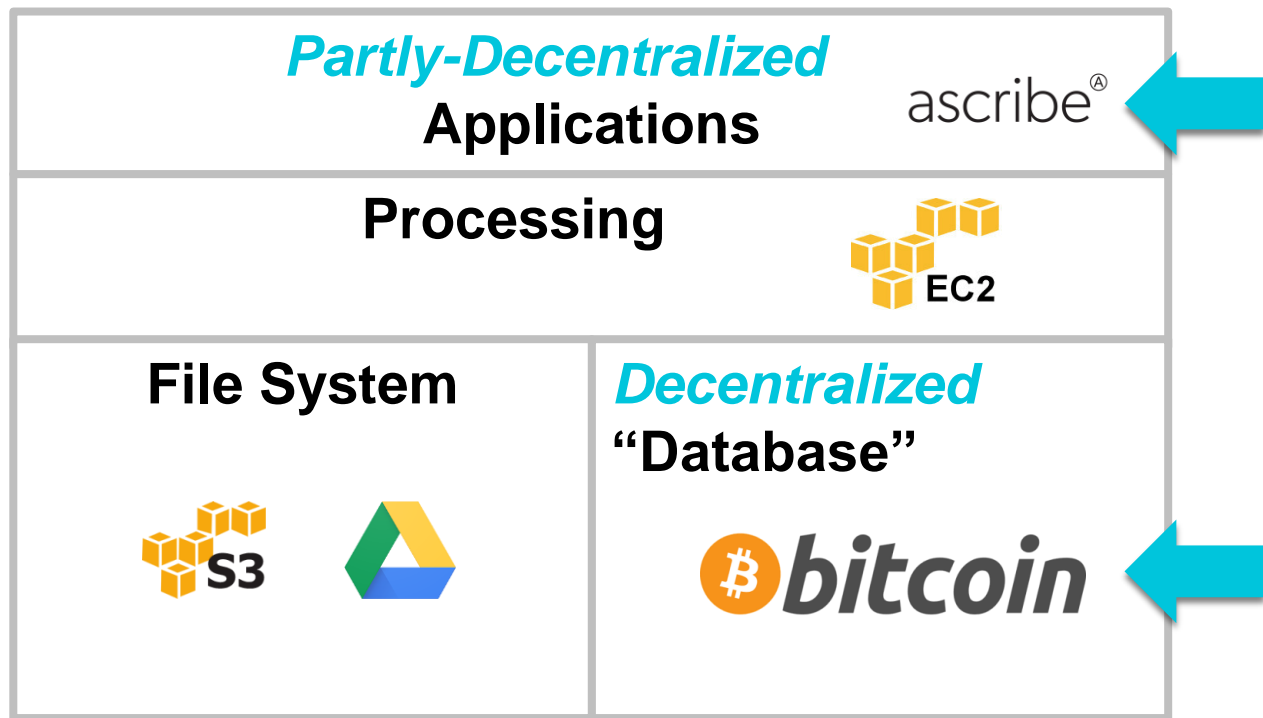 Partly-Decentralized
Applications
ascribe®
Processing
EC2
File System
Decentralized
“Database”
S3
bitcoin